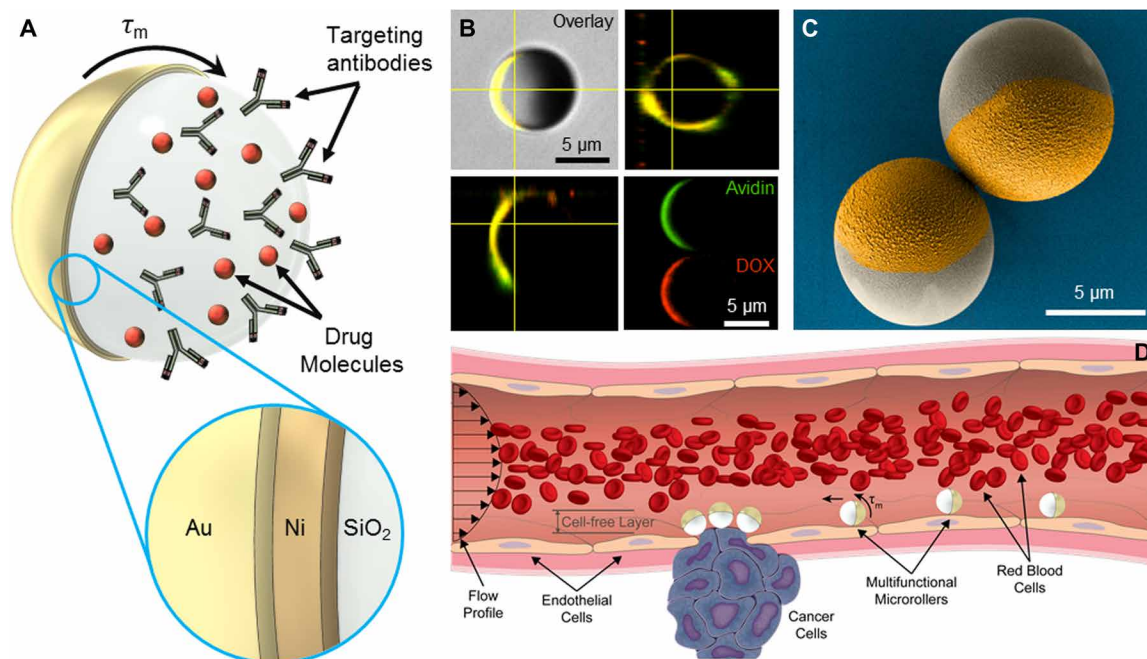 A
τm
Targeting
antibodies
Drug
Molecules
Au
Ni
SiO2
B
Overlay
5 µm
Avidin
DOX
5 µm
C
5 µm
D
Cell-free Layer
τm
Flow
Profile
Endothelial
Cells
Cancer
Cells
Multifunctional
Microrollers
Red Blood
Cells